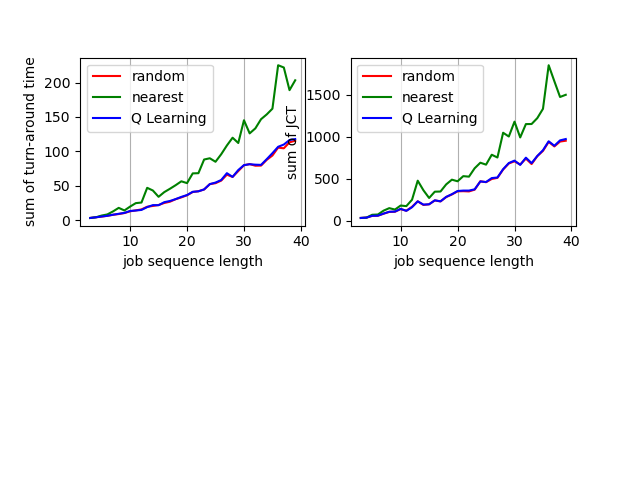 sum of turn-around time
200
150
100
50
0
random
nearest
Q Learning
10
20
30
40
job sequence length
sum of JCT
1500
1000
500
0
random
nearest
Q Learning
10
20
30
40
job sequence length